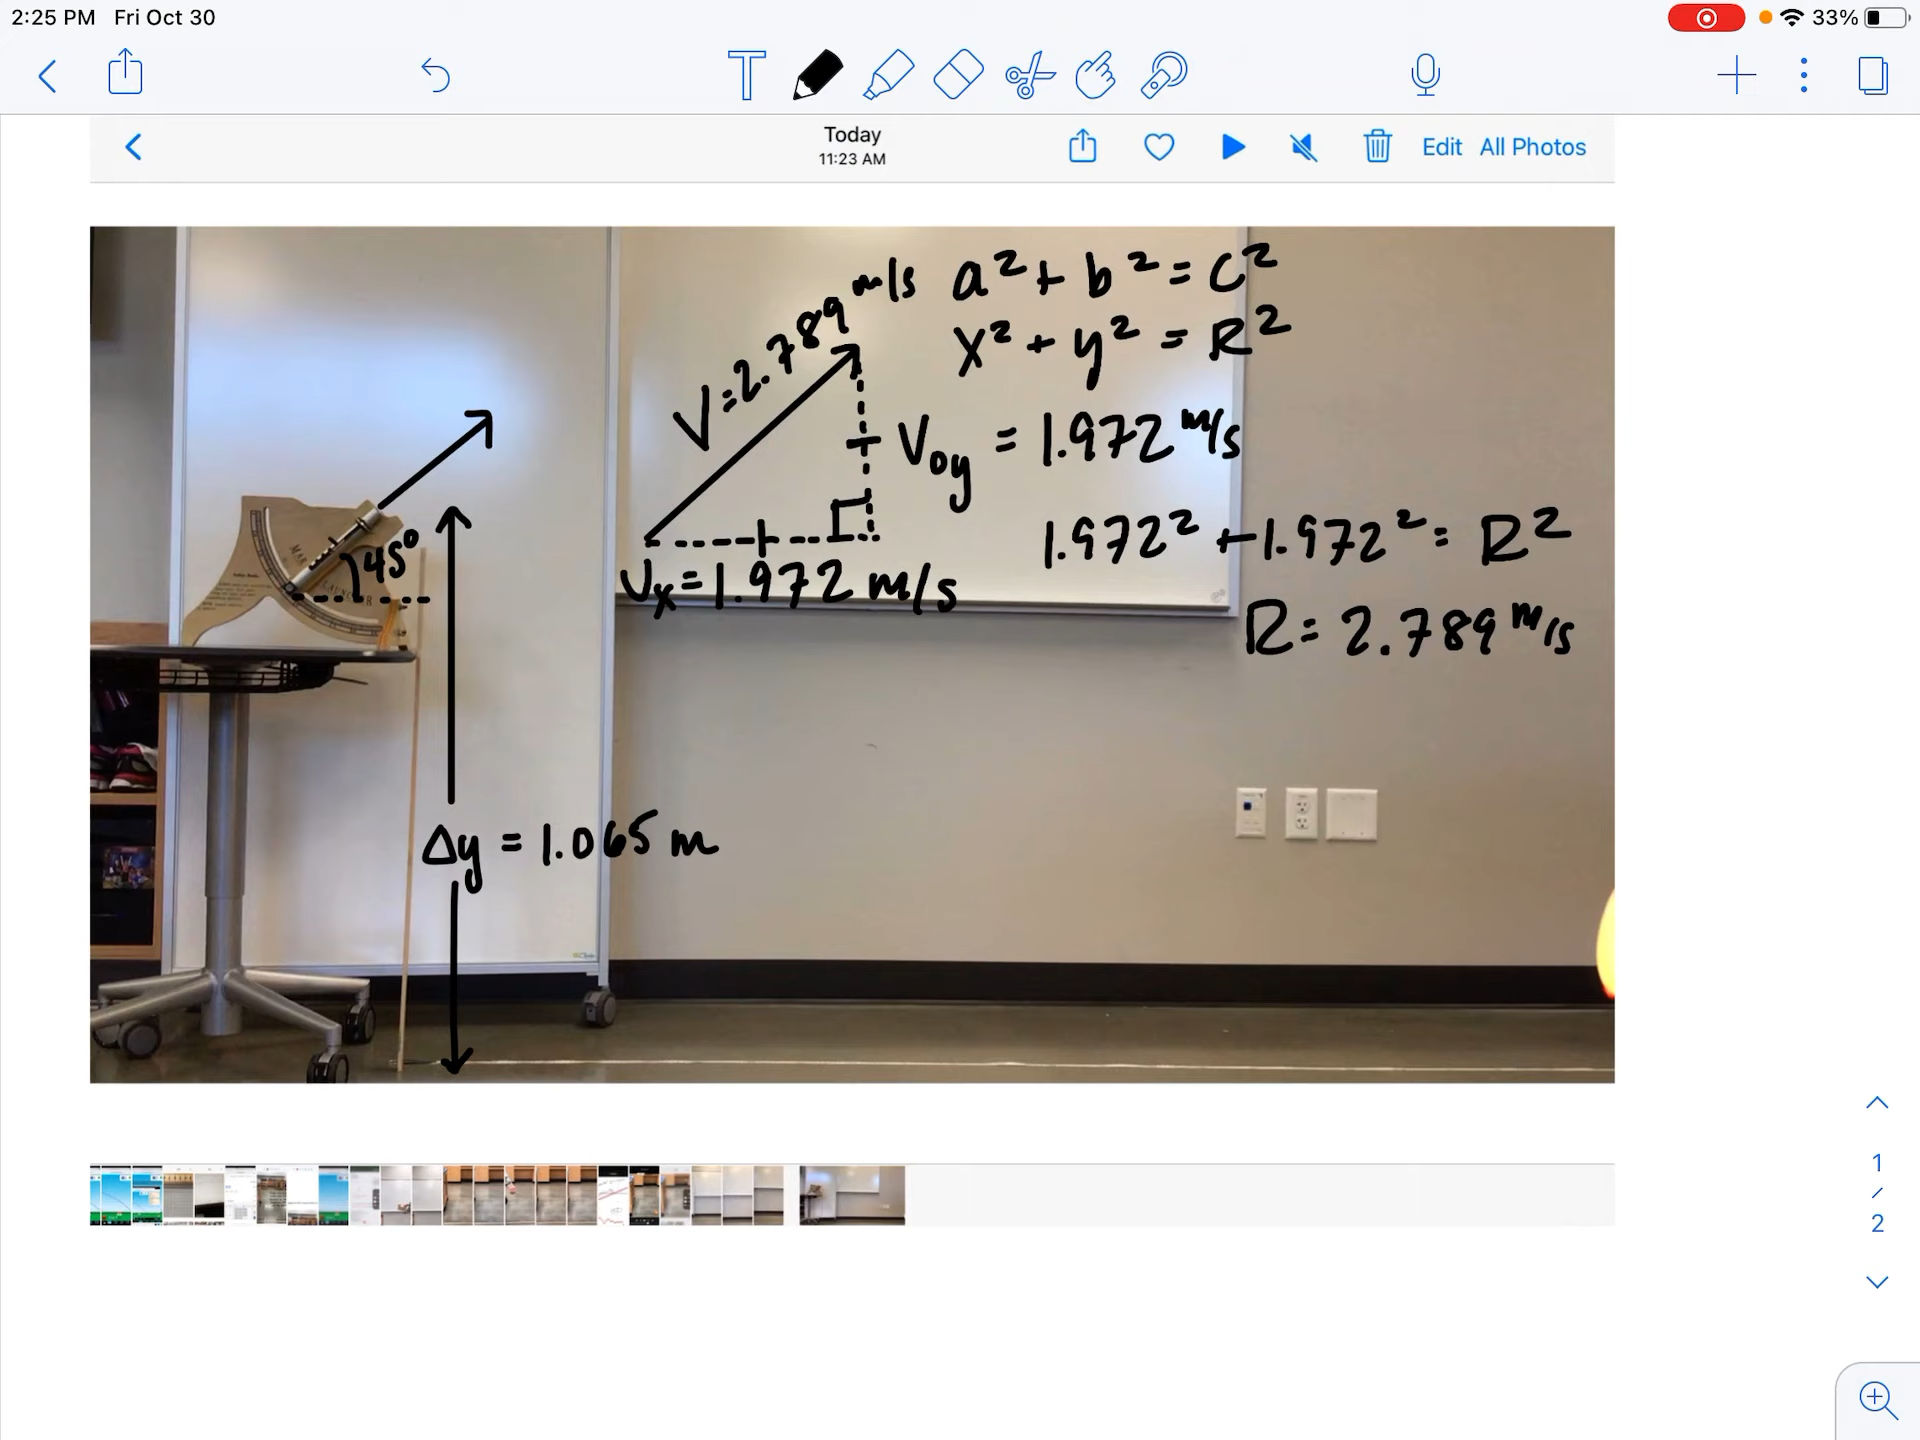 2:25 PM Fri Oct 30
33%
T
Today
11:23 AM
Edit All Photos
V=2.789 m/s
a² + b² = c²
x² + y² = R²
Voy = 1.972 m/s
1.972² + 1.972² = R²
45°
Vx = 1.972 m/s
R = 2.789 m/s
Δy = 1.065 m
1
/
2